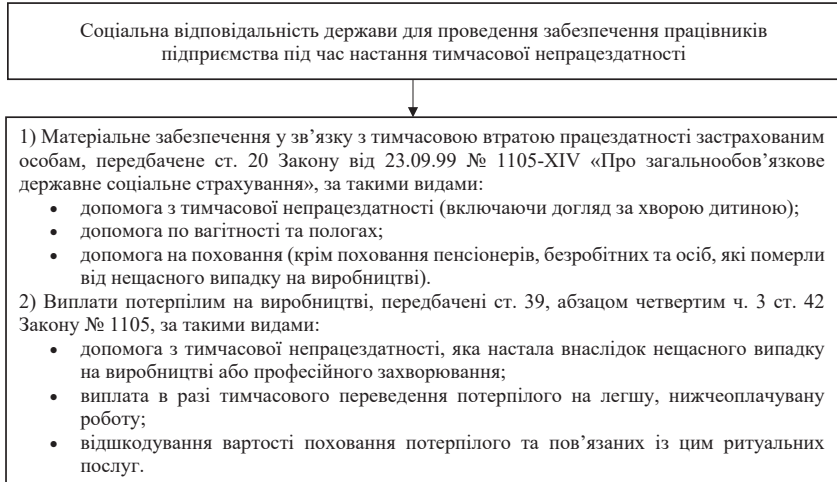 Соціальна відповідальність держави для проведення забезпечення працівників
підприємства під час настання тимчасової непрацездатності
1) Матеріальне забезпечення у зв’язку з тимчасовою втратою працездатності застрахованим
особам, передбачене ст. 20 Закону від 23.09.99 № 1105-XIV «Про загальнообов’язкове
державне соціальне страхування», за такими видами:
• допомога з тимчасової непрацездатності (включаючи догляд за хворою дитиною);
• допомога по вагітності та пологах;
• допомога на поховання (крім поховання пенсіонерів, безробітних та осіб, які померли
від нещасного випадку на виробництві).
2) Виплати потерпілим на виробництві, передбачені ст. 39, абзацом четвертим ч. 3 ст. 42
Закону № 1105, за такими видами:
• допомога з тимчасової непрацездатності, яка настала внаслідок нещасного випадку
на виробництві або професійного захворювання;
• виплата в разі тимчасового переведення потерпілого на легшу, нижчеоплачувану
роботу;
• відшкодування вартості поховання потерпілого та пов’язаних із цим ритуальних
послуг.